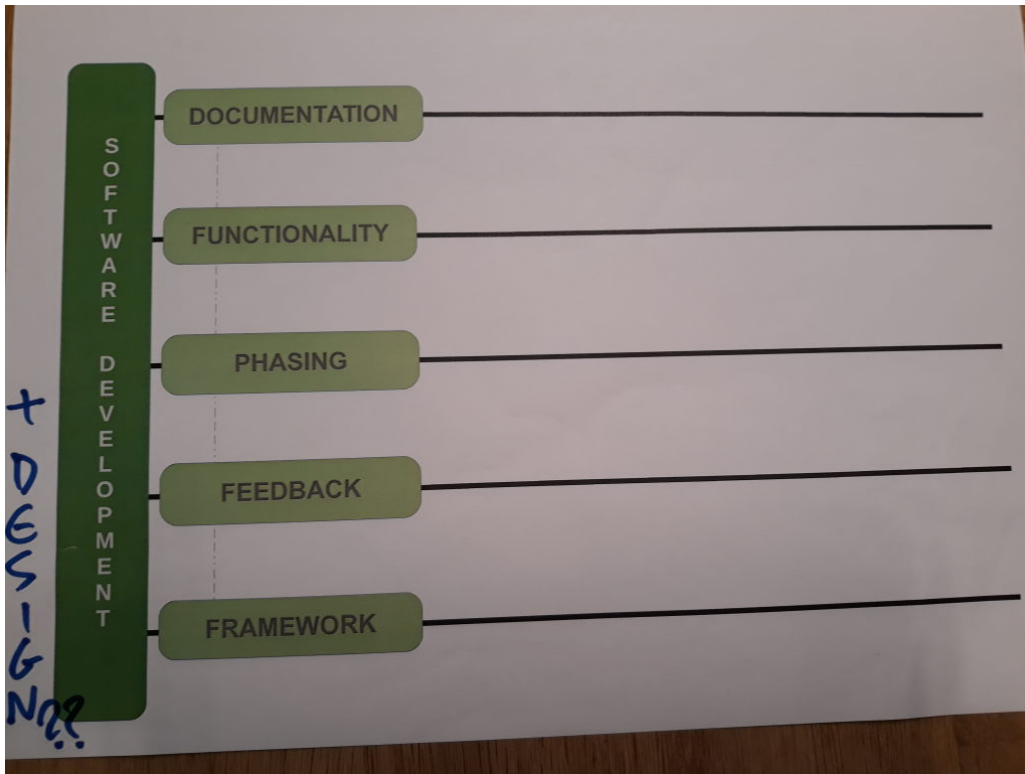 SOFTWARE DEVELOPMENT
+ DESIGN??
DOCUMENTATION
FUNCTIONALITY
PHASING
FEEDBACK
FRAMEWORK